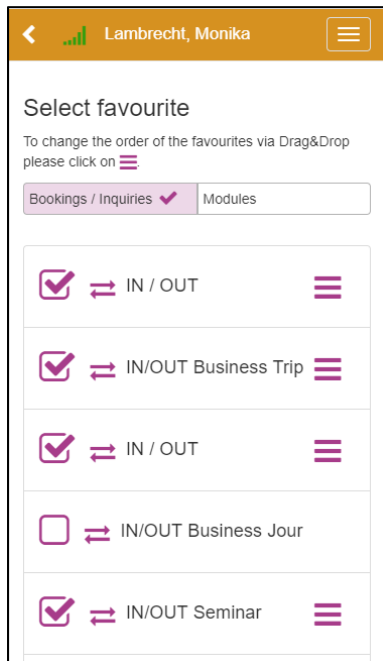 Lambrecht, Monika
Select favourite
To change the order of the favourites via Drag&Drop
please click on
Bookings / Inquiries Modules
IN / OUT
IN/OUT Business Trip
IN / OUT
IN/OUT Business Jour
IN/OUT Seminar